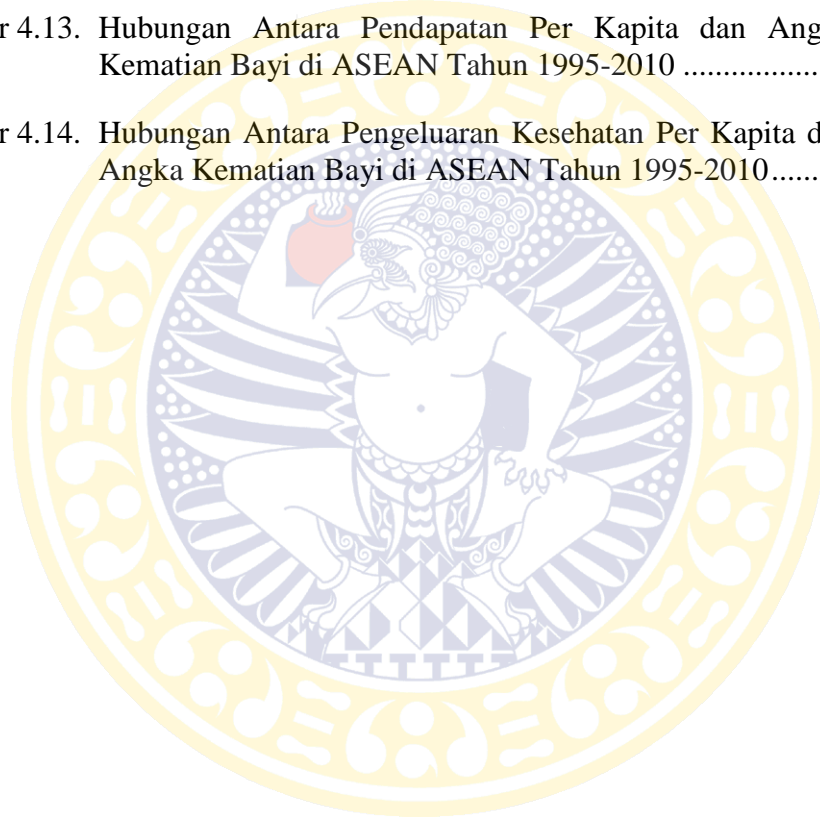 r 4.13. Hubungan Antara Pendapatan Per Kapita dan Ang
Kematian Bayi di ASEAN Tahun 1995-2010 ..................
r 4.14. Hubungan Antara Pengeluaran Kesehatan Per Kapita d
Angka Kematian Bayi di ASEAN Tahun 1995-2010......